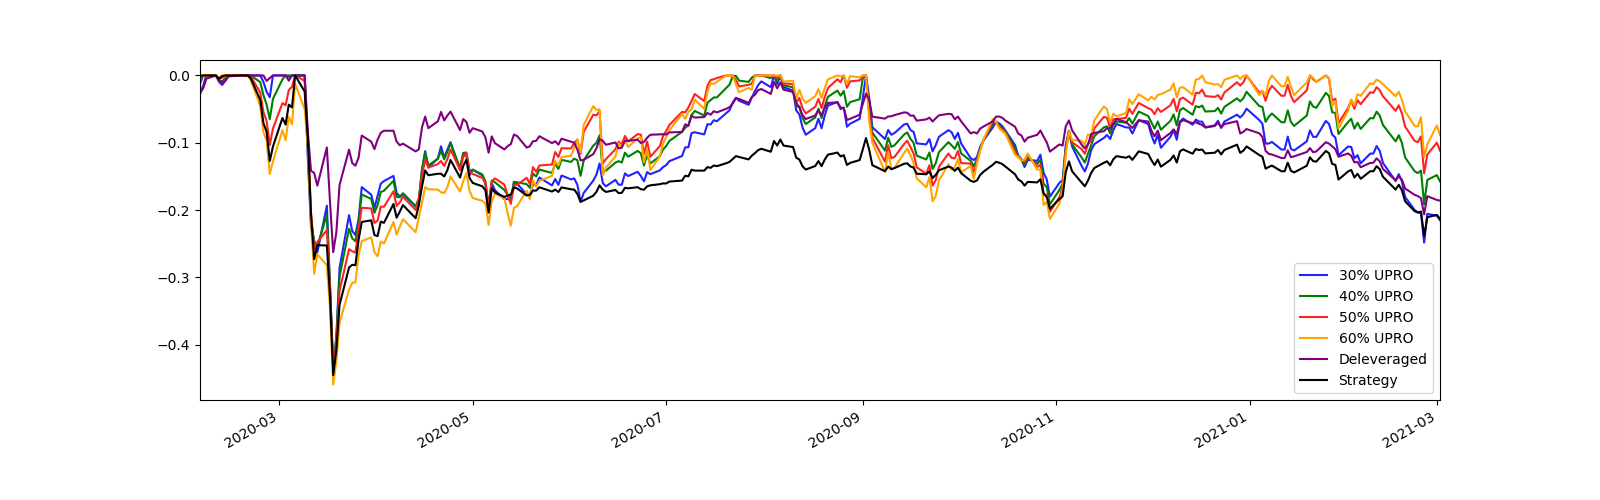 0.0
−0.1
−0.2
−0.3
−0.4
2020-03
2020-05
2020-07
2020-09
2020-11
2021-01
2021-03
30% UPRO
40% UPRO
50% UPRO
60% UPRO
Deleveraged
Strategy